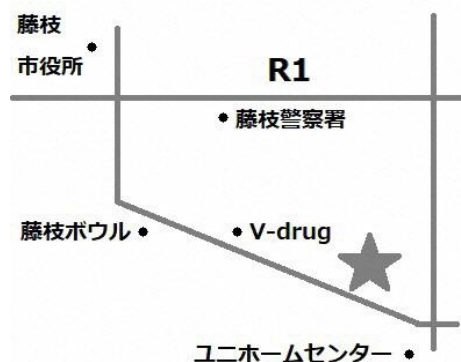 藤枝
市役所
R1
藤枝警察署
藤枝ボウル
V-drug
ユニホームセンター